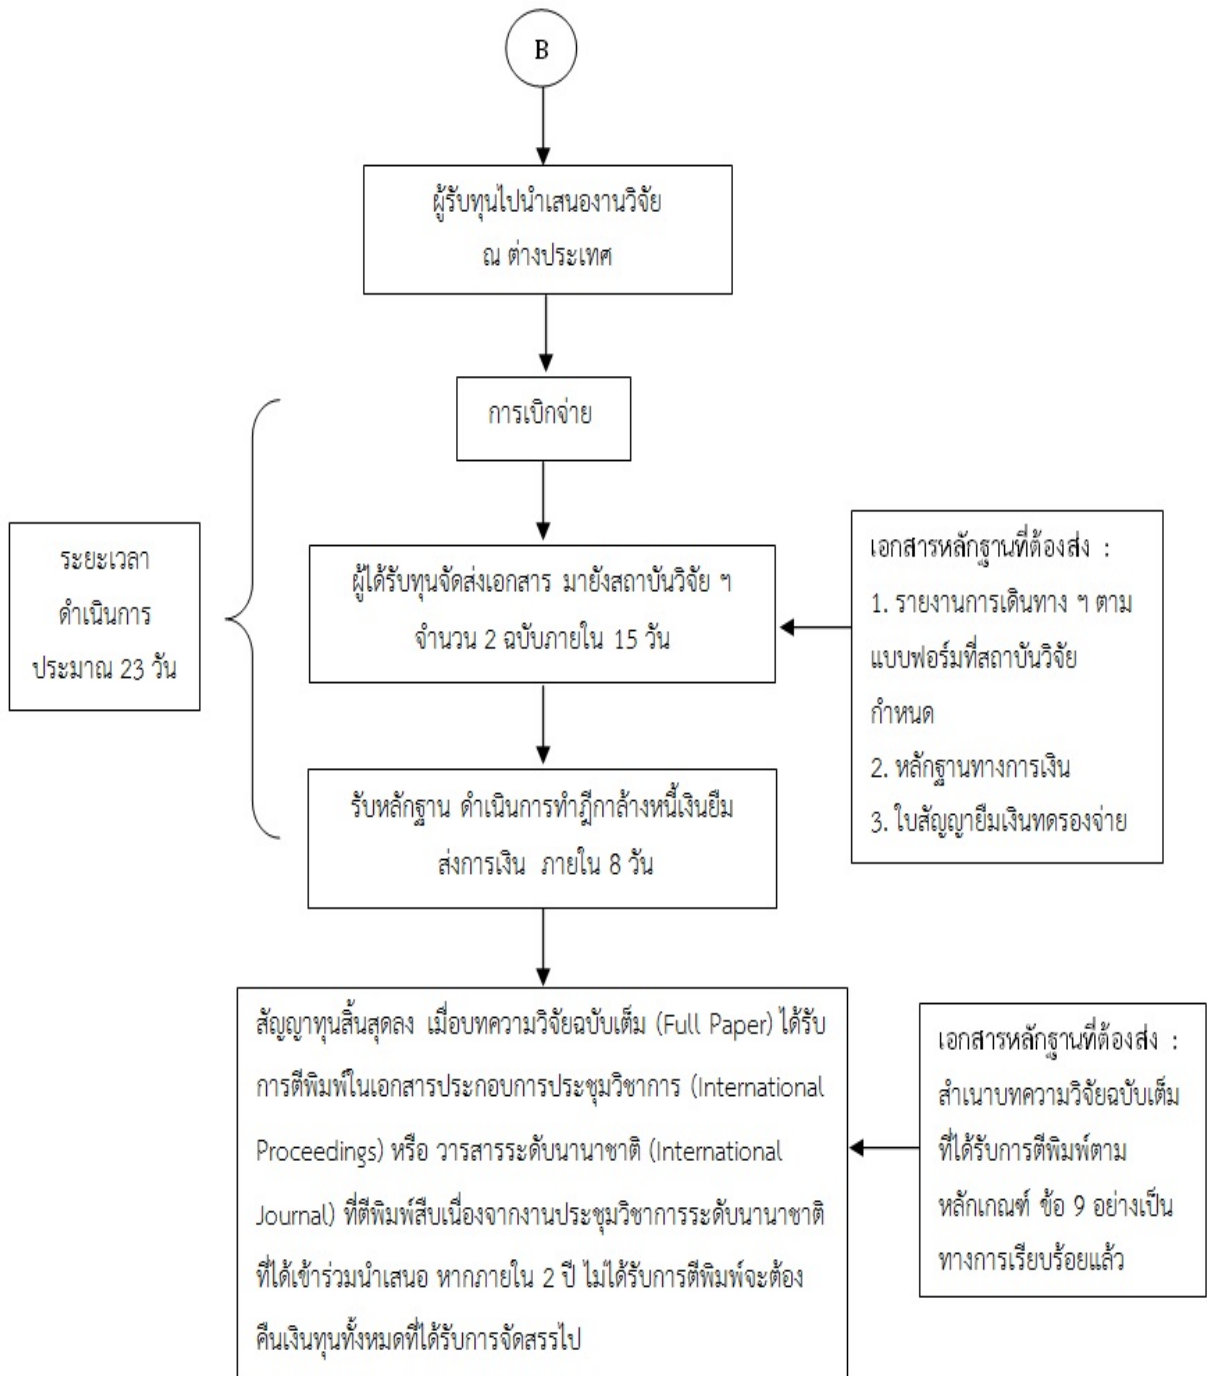 B
ผู้รับทุนไปนำเสนองานวิจัย
ณ ต่างประเทศ
การเบิกจ่าย
ระยะเวลา
ดำเนินการ
ประมาณ 23 วัน
ผู้ได้รับทุนจัดส่งเอกสาร มายังสถาบันวิจัย ฯ
จำนวน 2 ฉบับภายใน 15 วัน
เอกสารหลักฐานที่ต้องส่ง :
1. รายงานการเดินทาง ฯ ตาม
แบบฟอร์มที่สถาบันวิจัย
กำหนด
2. หลักฐานทางการเงิน
3. ใบสัญญายืมเงินทดรองจ่าย
รับหลักฐาน ดำเนินการทำฎีกาล้างหนี้เงินยืม
ส่งการเงิน ภายใน 8 วัน
สัญญาทุนสิ้นสุดลง เมื่อบทความวิจัยฉบับเต็ม (Full Paper) ได้รับ
การตีพิมพ์ในเอกสารประกอบการประชุมวิชาการ (International
Proceedings) หรือ วารสารระดับนานาชาติ (International
Journal) ที่ตีพิมพ์สืบเนื่องจากงานประชุมวิชาการระดับนานาชาติ
ที่ได้เข้าร่วมนำเสนอ หากภายใน 2 ปี ไม่ได้รับการตีพิมพ์จะต้อง
คืนเงินทุนทั้งหมดที่ได้รับการจัดสรรไป
เอกสารหลักฐานที่ต้องส่ง :
สำเนาบทความวิจัยฉบับเต็ม
ที่ได้รับการตีพิมพ์ตาม
หลักเกณฑ์ ข้อ 9 อย่างเป็น
ทางการเรียบร้อยแล้ว